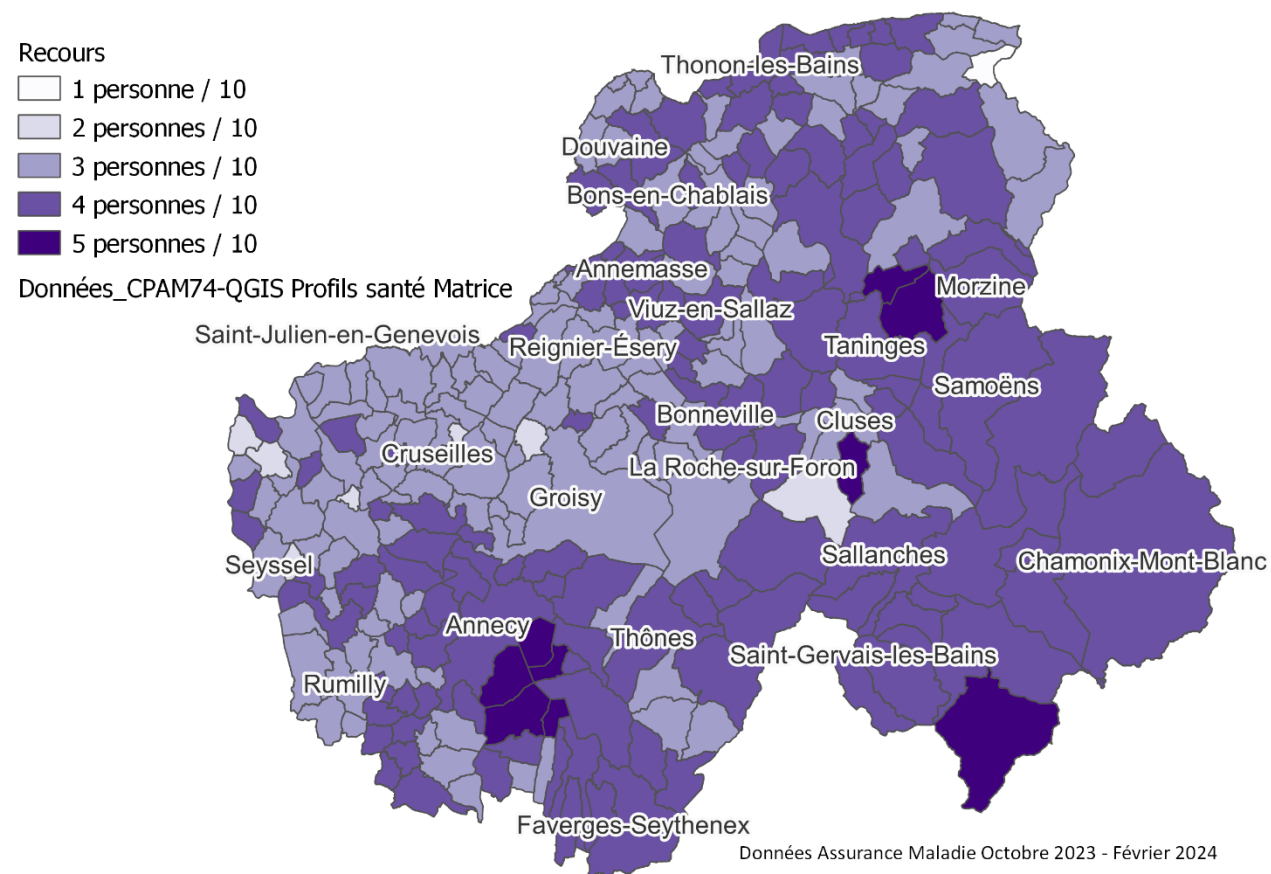 Recours
1 personne / 10
2 personnes / 10
3 personnes / 10
4 personnes / 10
5 personnes / 10
Données_CPAM74-QGIS Profils santé Matrice
Thonon-les-Bains
Douvaine
Bons-en-Chablais
Annemasse
Morzine
Viuz-en-Sallaz
Saint-Julien-en-Genevois
Reignier-Ésery
Taninges
Samoëns
Bonneville
Cluses
Cruseilles
La Roche-sur-Foron
Groisy
Sallanches
Seyssel
Chamonix-Mont-Blanc
Annecy
Thônes
Saint-Gervais-les-Bains
Rumilly
Faverges-Seythenex
Données Assurance Maladie Octobre 2023 - Février 2024